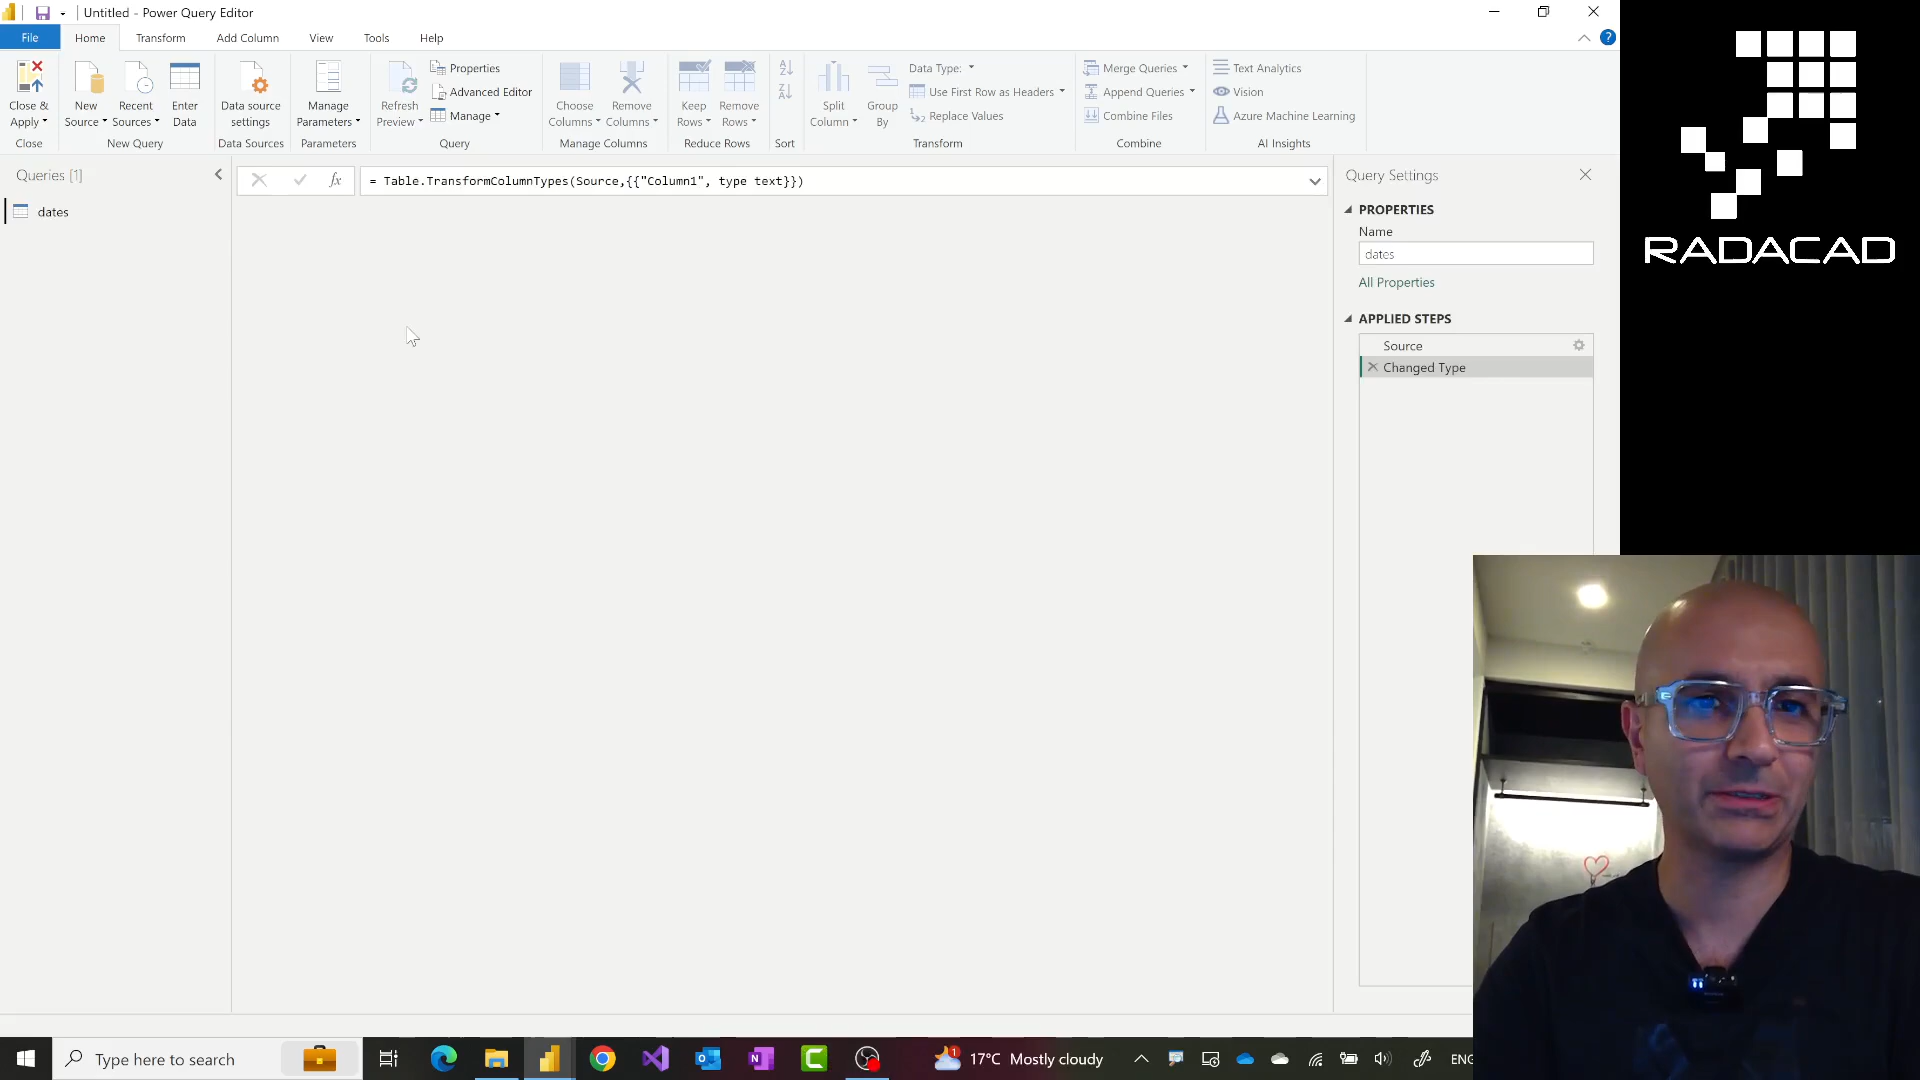 Untitled - Power Query Editor
File Home Transform Add Column View Tools Help
Close & Apply
Close
New Source
Recent Sources
Enter Data
New Query
Data source settings
Data Sources
Manage Parameters
Parameters
Refresh Preview
Properties
Advanced Editor
Manage
Query
Choose Columns
Remove Columns
Manage Columns
Keep Rows
Remove Rows
Reduce Rows
Sort
Split Column
Group By
Data Type:
Use First Row as Headers
Replace Values
Transform
Merge Queries
Append Queries
Combine Files
Combine
Text Analytics
Vision
Azure Machine Learning
AI Insights
RADACAD
Queries [1]
dates
fx
= Table.TransformColumnTypes(Source,{{"Column1", type text}})
Query Settings
PROPERTIES
Name
dates
All Properties
APPLIED STEPS
Source
Changed Type
Type here to search
1
17°C Mostly cloudy
ENG